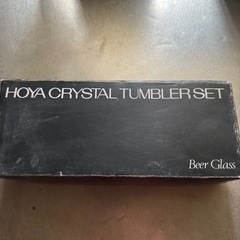 HOYA CRYSTAL TUMBLER SET
Beer Glass